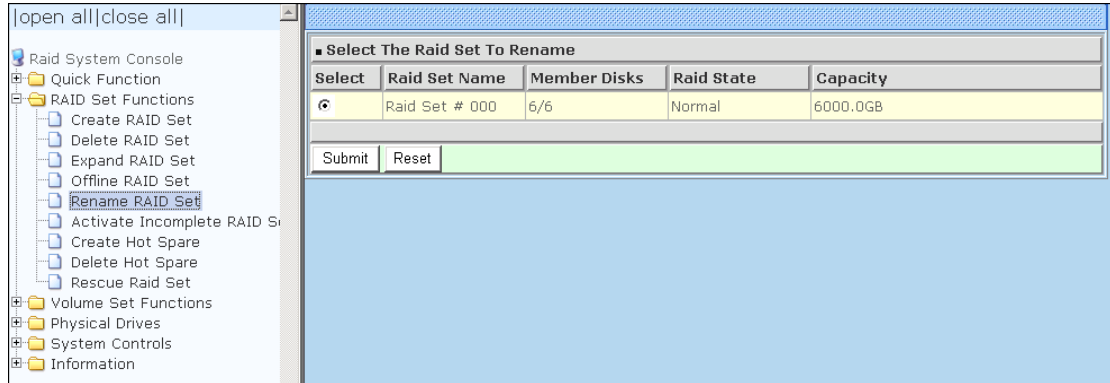 |open all|close all|
Raid System Console
Quick Function
RAID Set Functions
Create RAID Set
Delete RAID Set
Expand RAID Set
Offline RAID Set
Rename RAID Set
Activate Incomplete RAID S
Create Hot Spare
Delete Hot Spare
Rescue Raid Set
Volume Set Functions
Physical Drives
System Controls
Information
Select The Raid Set To Rename
Select Raid Set Name Member Disks Raid State Capacity
Raid Set # 000 6/6 Normal 6000.0GB
Submit Reset